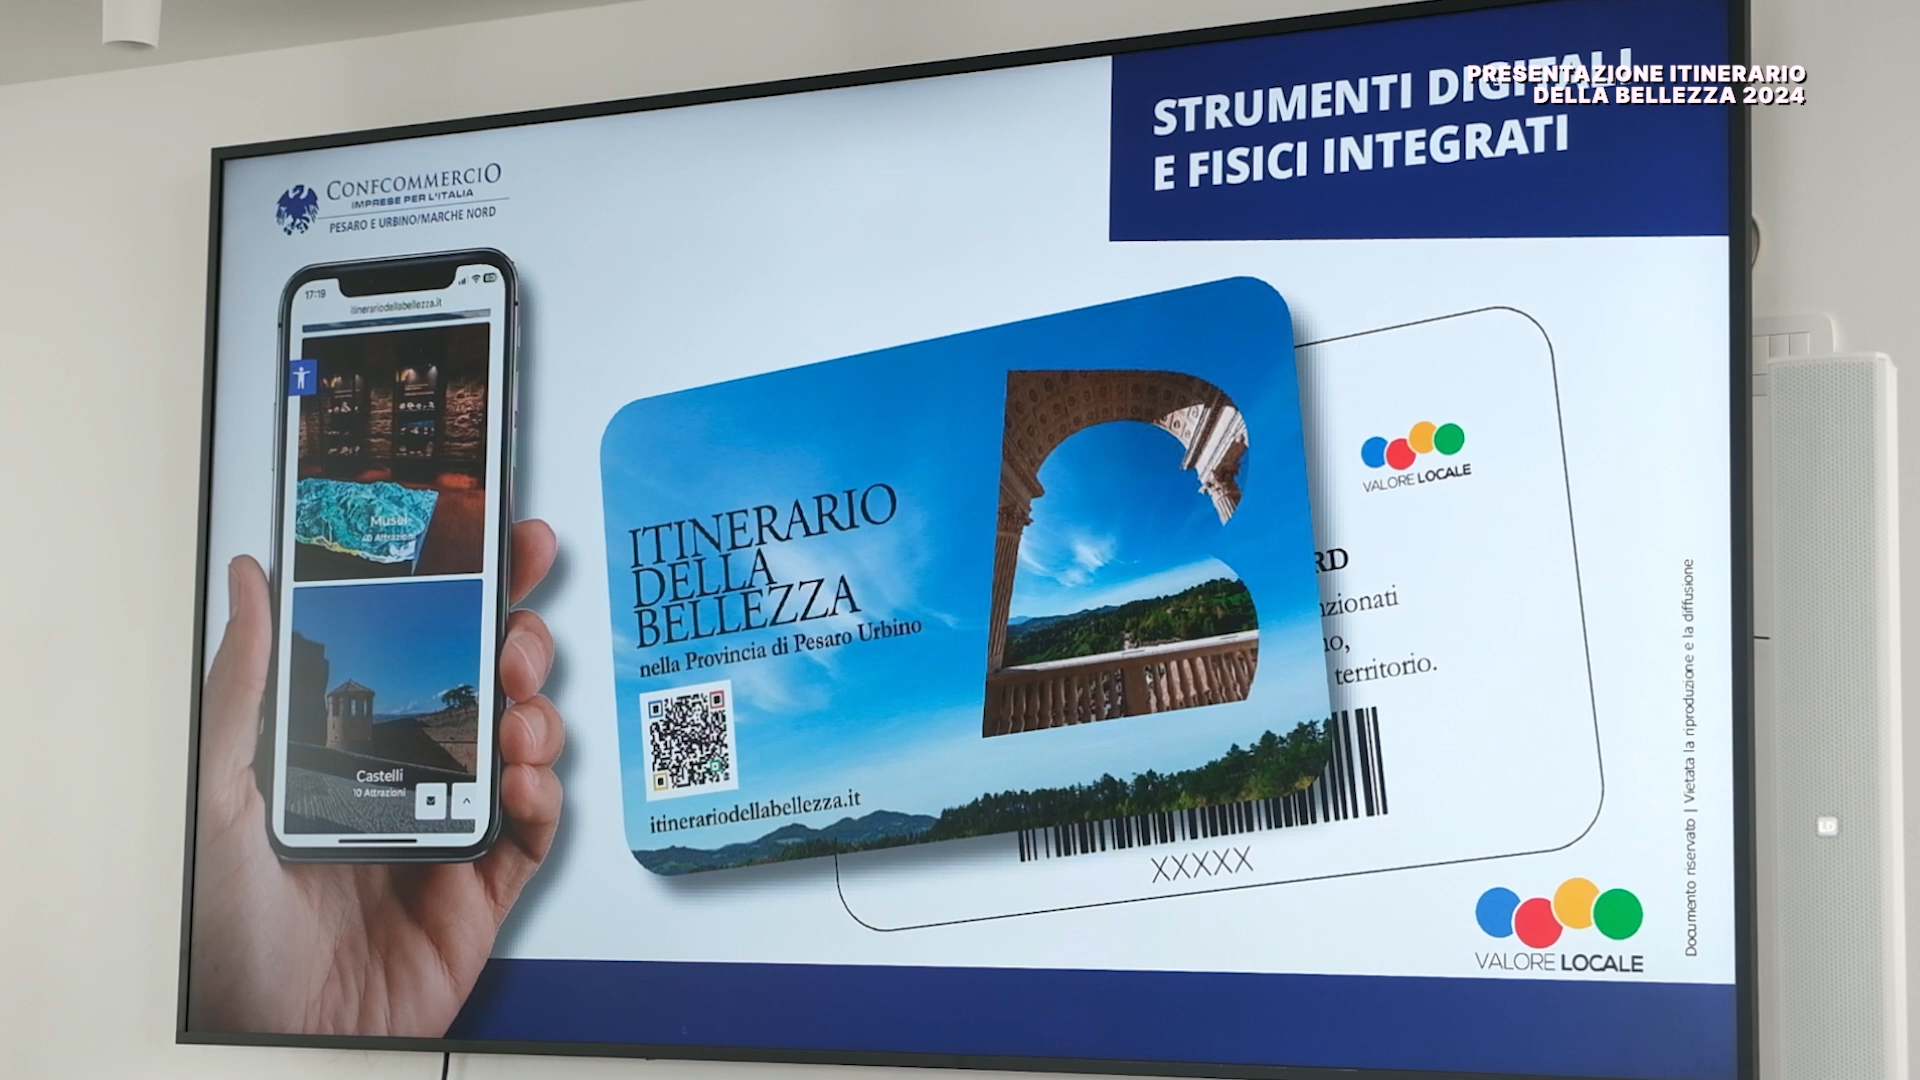 PRESENTAZIONE ITINERARIO
DELLA BELLEZZA 2024
STRUMENTI DIGITALI
E FISICI INTEGRATI
CONFCOMMERCIO
IMPRESE PER L'ITALIA
PESARO E URBINO/MARCHE NORD
17:19
itinerariodellabellezza.it
Musei
10 Attrazioni
Castelli
10 Attrazioni
ITINERARIO
DELLA
BELLEZZA
nella Provincia di Pesaro Urbino
itinerariodellabellezza.it
VALORE LOCALE
RD
nzionati
no,
territorio.
XXXXX
VALORE LOCALE
Documento riservato | Vietata la riproduzione e la diffusione